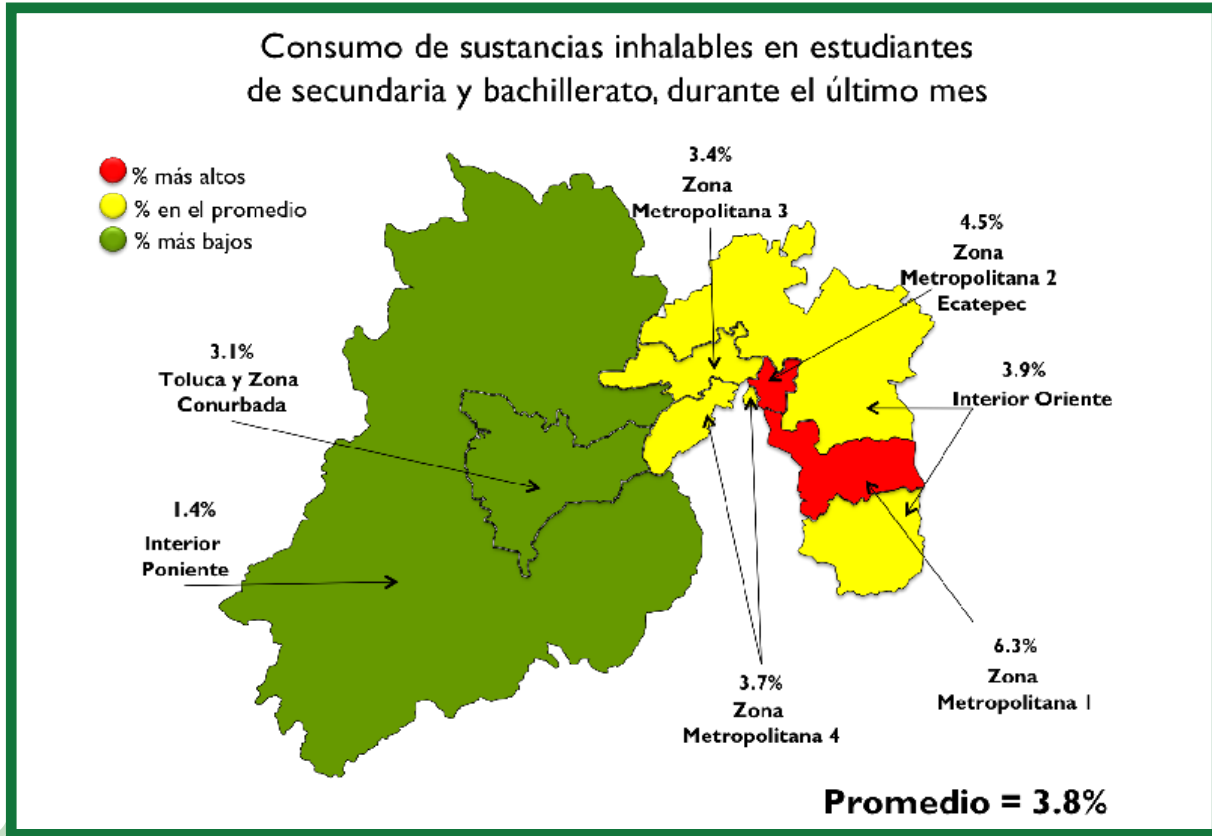 Consumo de sustancias inhalables en estudiantes
de secundaria y bachillerato, durante el último mes
% más altos
% en el promedio
% más bajos
3.4%
Zona
Metropolitana 3
4.5%
Zona
Metropolitana 2
Ecatepec
3.1%
Toluca y Zona
Conurbada
3.9%
Interior Oriente
1.4%
Interior
Poniente
6.3%
Zona
Metropolitana 1
3.7%
Zona
Metropolitana 4
Promedio = 3.8%